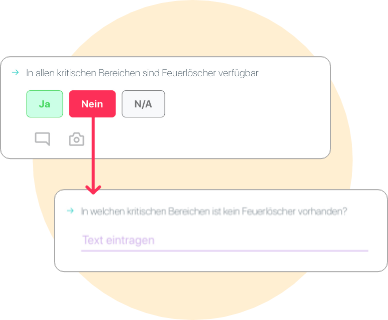 In allen kritischen Bereichen sind Feuerlöscher verfügbar
Ja Nein N/A
In welchen kritischen Bereichen ist kein Feuerlöscher vorhanden?
Text eintragen